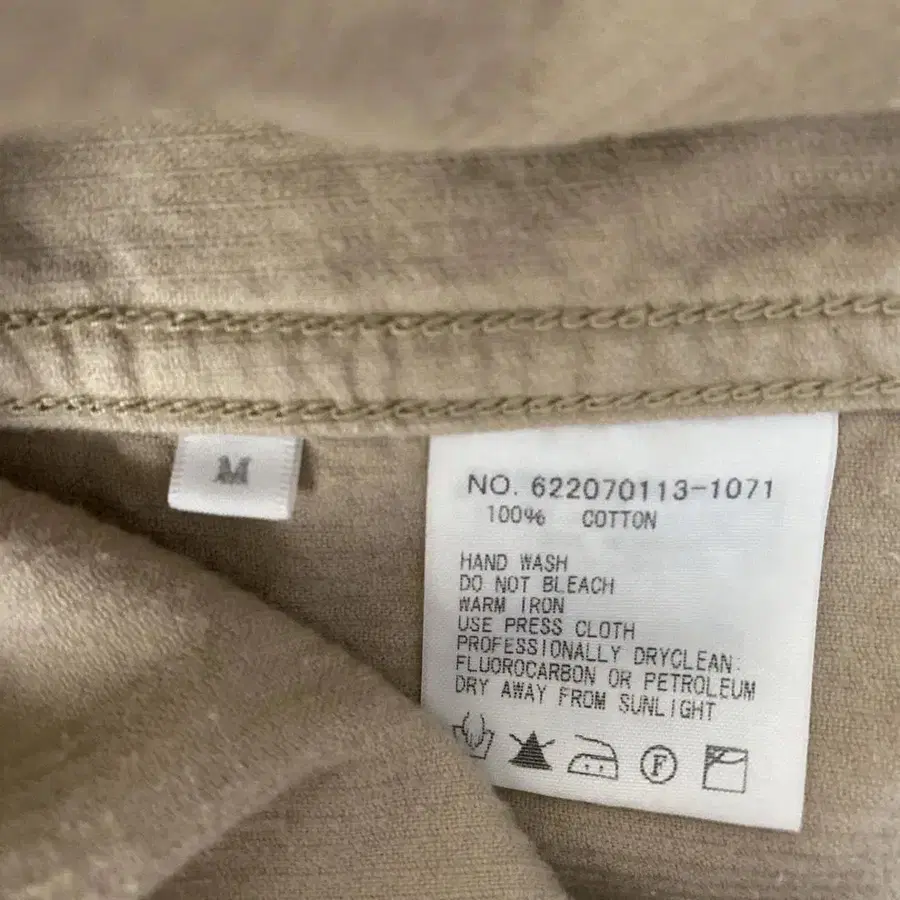 M
NO. 622070113-1071
100% COTTON
HAND WASH
DO NOT BLEACH
WARM IRON
USE PRESS CLOTH
PROFESSIONALLY DRYCLEAN:
FLUOROCARBON OR PETROLEUM
DRY AWAY FROM SUNLIGHT
F